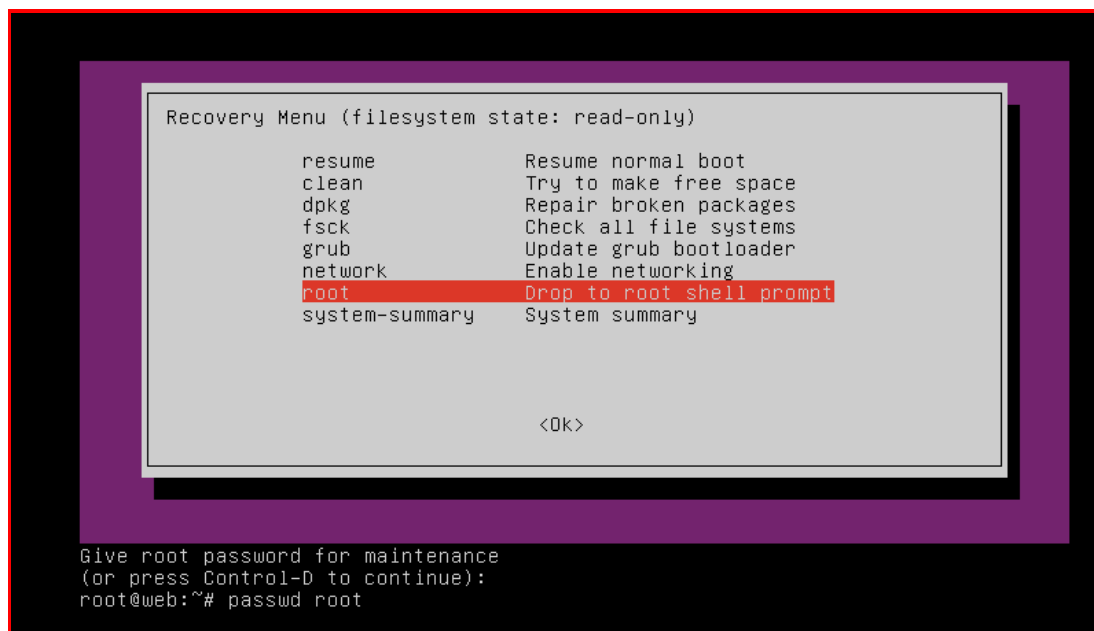 Recovery Menu (filesystem state: read-only)
resume Resume normal boot
clean Try to make free space
dpkg Repair broken packages
fsck Check all file systems
grub Update grub bootloader
network Enable networking
root Drop to root shell prompt
system-summary System summary
<Ok>
Give root password for maintenance
(or press Control-D to continue):
root@web:~# passwd root